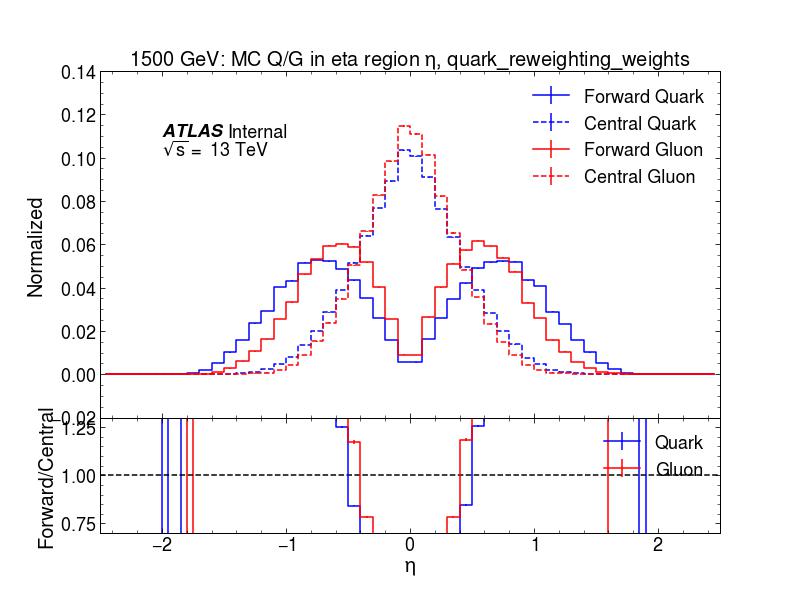 1500 GeV: MC Q/G in eta region η, quark_reweighting_weights
0.14
0.12
0.10
0.08
0.06
0.04
0.02
0.00
0.02
Normalized
ATLAS Internal
√s = 13 TeV
Forward Quark
Central Quark
Forward Gluon
Central Gluon
1.25
1.00
0.75
Forward/Central
Quark
Gluon
−2 −1 0 1 2
η